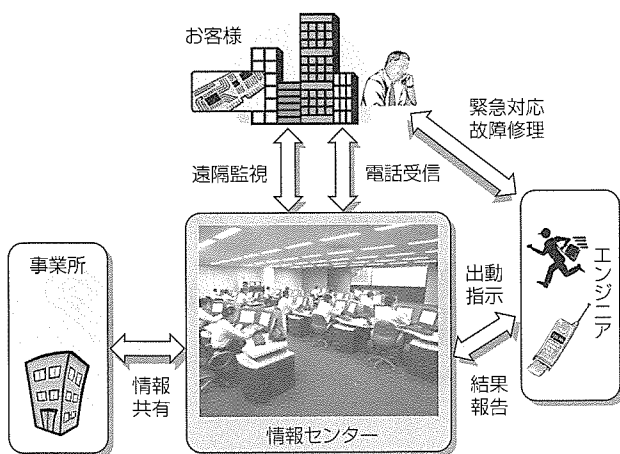 お客様
緊急対応
故障修理
遠隔監視
電話受信
事業所
エンジニア
出動
指示
情報
共有
結果
報告
情報センター